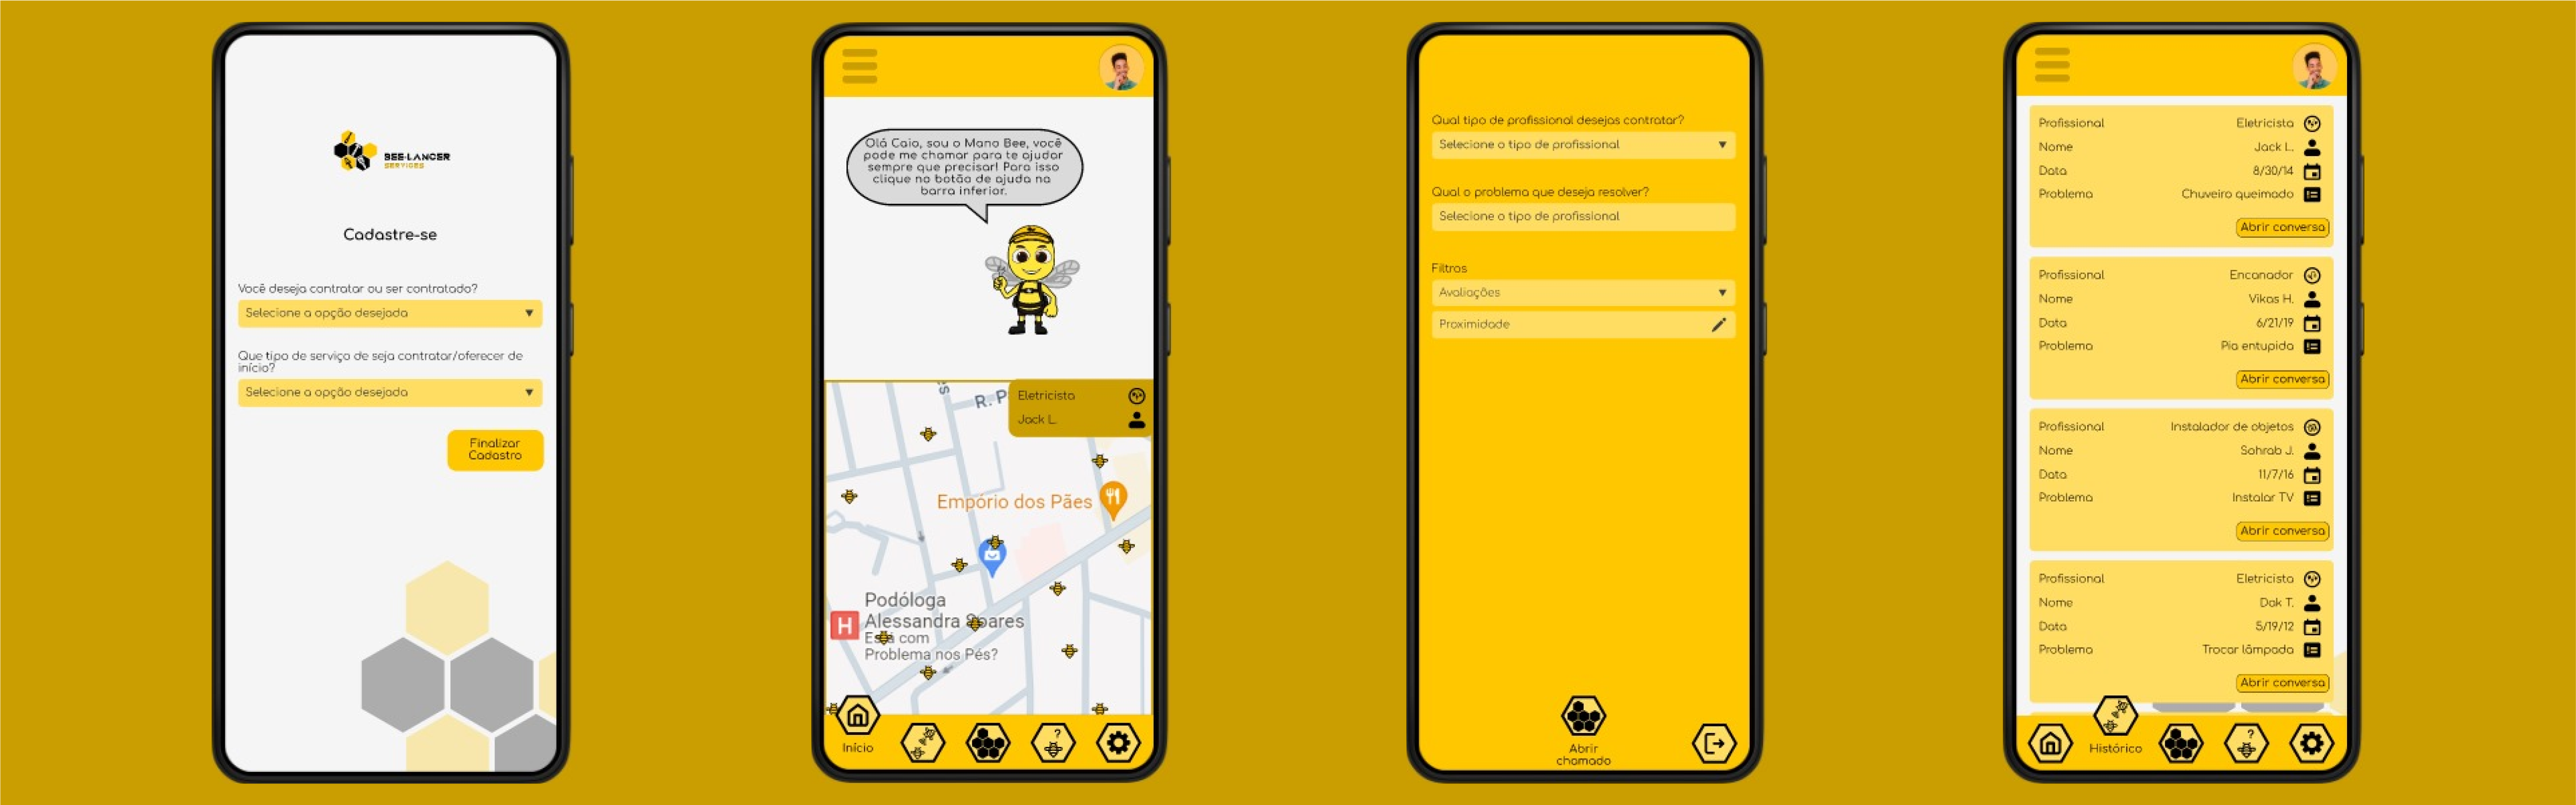 BEE-LANCER
SERVICES
Cadastre-se
Você deseja contratar ou ser contratado?
Selecione a opção desejada
Que tipo de serviço de seja contratar/oferecer de
início?
Selecione a opção desejada
Finalizar
Cadastro
Olá Caio, sou o Mano Bee, você
pode me chamar para te ajudar
sempre que precisar! Para isso
clique no botão de ajuda na
barra inferior.
R. P
Eletricista
Jack L.
Empório dos Pães
H
Podóloga
Alessandra Soares
Está com
Problema nos Pés?
Início
?
Qual tipo de profissional desejas contratar?
Selecione o tipo de profissional
Qual o problema que deseja resolver?
Selecione o tipo de profissional
Filtros
Avaliações
Proximidade
Abrir
chamado
Profissional Eletricista
Nome Jack L.
Data 8/30/14
Problema Chuveiro queimado
Abrir conversa
Profissional Encanador
Nome Vikas H.
Data 6/21/19
Problema Pia entupida
Abrir conversa
Profissional Instalador de objetos
Nome Sohrab J.
Data 11/7/16
Problema Instalar TV
Abrir conversa
Profissional Eletricista
Nome Dak T.
Data 5/19/12
Problema Trocar lâmpada
Abrir conversa
Histórico
?